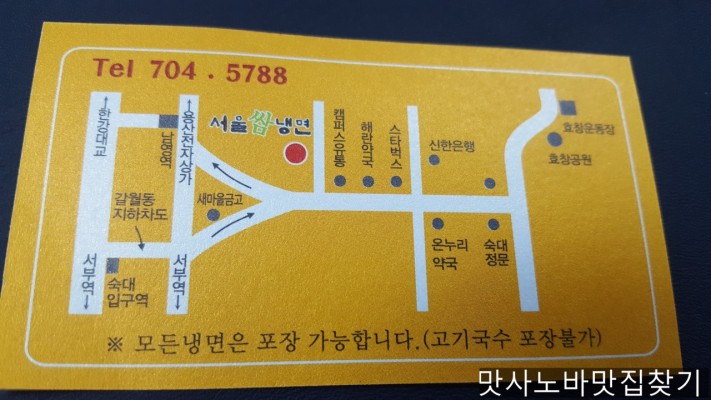 Tel 704 . 5788
←한강대교
남영역
←용산전자상가
서울쌈냉면
캠퍼스유통
해란약국
스타벅스
신한은행
효창운동장
효창공원
갈월동
지하차도
새마을금고
온누리
약국
숙대
정문
서부역→
숙대
입구역
서부역→
※ 모든냉면은 포장 가능합니다.(고기국수 포장불가)
맛사노바맛집찾기